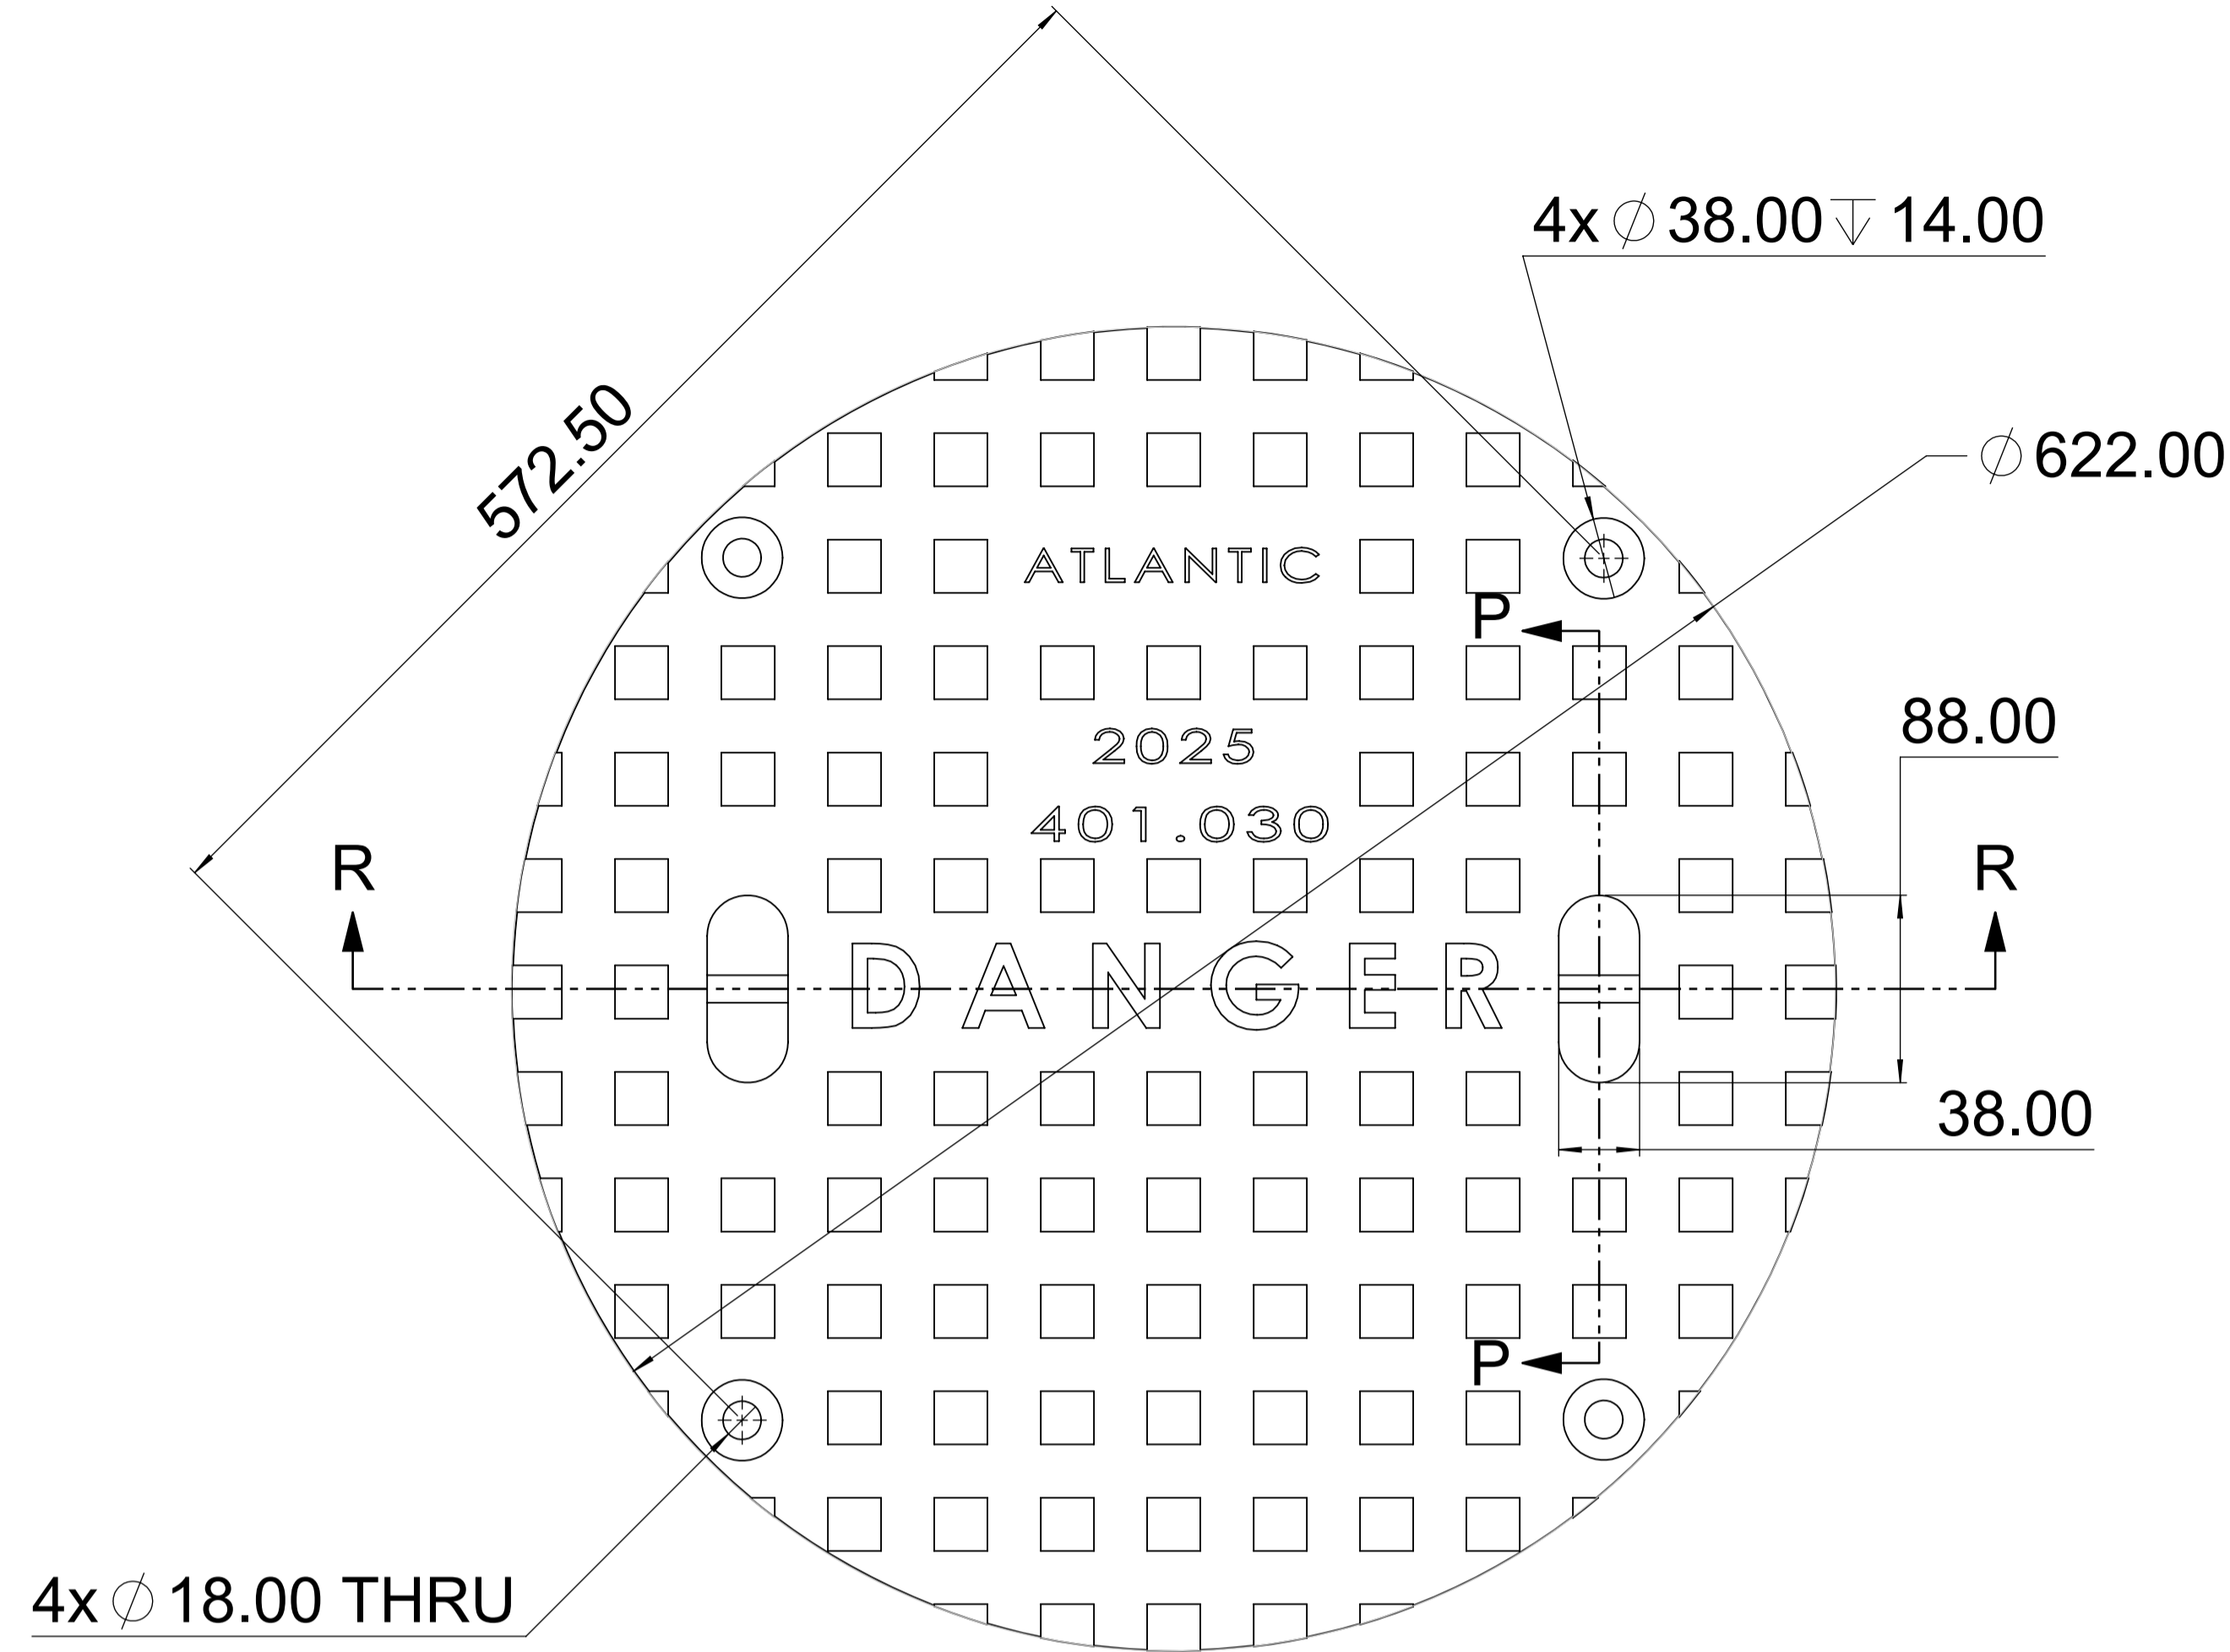 4x ⌀ 38.00 ↧ 14.00
572.50
⌀ 622.00
ATLANTIC
P
88.00
2025
401.030
R
R
DANGER
38.00
P
4x ⌀ 18.00 THRU